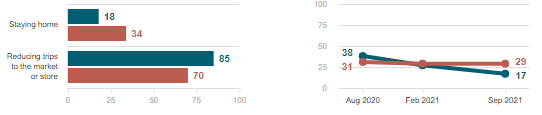 Staying home
18
34
Reducing trips
to the market
or store
85
70
0 25 50 75 100
100
75
50
25
0
38
31
29
17
Aug 2020 Feb 2021 Sep 2021